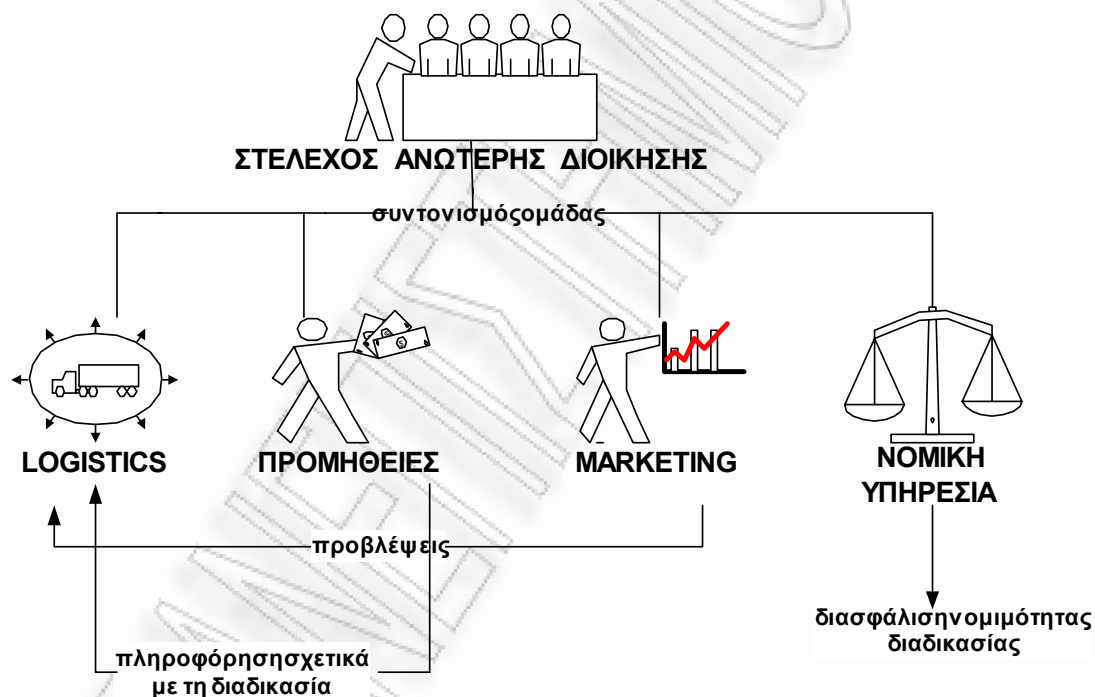 ΣΤΕΛΕΧΟΣ ΑΝΩΤΕΡΗΣ ΔΙΟΙΚΗΣΗΣ
συντονισμόςομάδας
LOGISTICS
ΠΡΟΜΗΘΕΙΕΣ
MARKETING
ΝΟΜΙΚΗ
ΥΠΗΡΕΣΙΑ
προβλέψεις
διασφάλισηνομιμότητας
διαδικασίας
πληροφόρησησχετικά
με τη διαδικασία